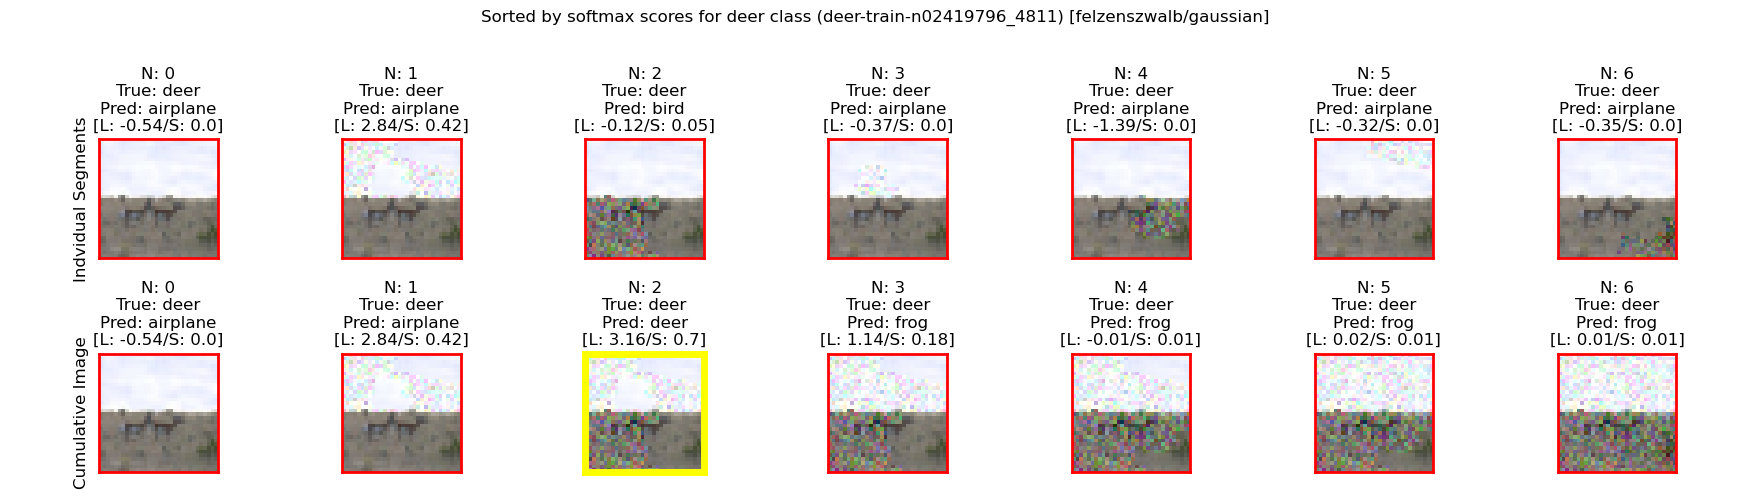 Sorted by softmax scores for deer class (deer-train-n02419796_4811) [felzenszwalb/gaussian]
Indvidual Segments
N: 0
True: deer
Pred: airplane
[L: -0.54/S: 0.0]
N: 1
True: deer
Pred: airplane
[L: 2.84/S: 0.42]
N: 2
True: deer
Pred: bird
[L: -0.12/S: 0.05]
N: 3
True: deer
Pred: airplane
[L: -0.37/S: 0.0]
N: 4
True: deer
Pred: airplane
[L: -1.39/S: 0.0]
N: 5
True: deer
Pred: airplane
[L: -0.32/S: 0.0]
N: 6
True: deer
Pred: airplane
[L: -0.35/S: 0.0]
Cumulative Image
N: 0
True: deer
Pred: airplane
[L: -0.54/S: 0.0]
N: 1
True: deer
Pred: airplane
[L: 2.84/S: 0.42]
N: 2
True: deer
Pred: deer
[L: 3.16/S: 0.7]
N: 3
True: deer
Pred: frog
[L: 1.14/S: 0.18]
N: 4
True: deer
Pred: frog
[L: -0.01/S: 0.01]
N: 5
True: deer
Pred: frog
[L: 0.02/S: 0.01]
N: 6
True: deer
Pred: frog
[L: 0.01/S: 0.01]